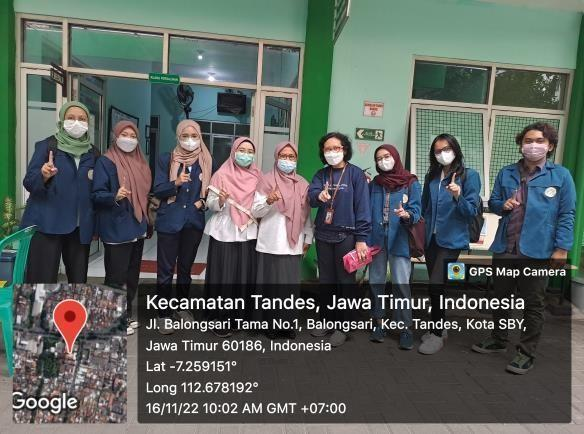 GPS Map Camera
Kecamatan Tandes, Jawa Timur, Indonesia
Jl. Balongsari Tama No.1, Balongsari, Kec. Tandes, Kota SBY,
Jawa Timur 60186, Indonesia
Lat -7.259151°
Long 112.678192°
16/11/22 10:02 AM GMT +07:00
Google